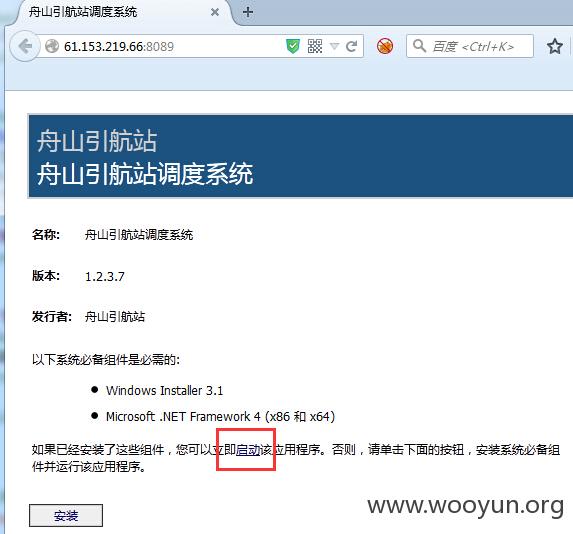 舟山引航站调度系统
61.153.219.66:8089
百度 <Ctrl+K>
舟山引航站
舟山引航站调度系统
名称: 舟山引航站调度系统
版本: 1.2.3.7
发行者: 舟山引航站
以下系统必备组件是必需的:
Windows Installer 3.1
Microsoft .NET Framework 4 (x86 和 x64)
如果已经安装了这些组件，您可以立即启动该应用程序。否则，请单击下面的按钮，安装系统必备组
件并运行该应用程序。
安装
www.wooyun.org